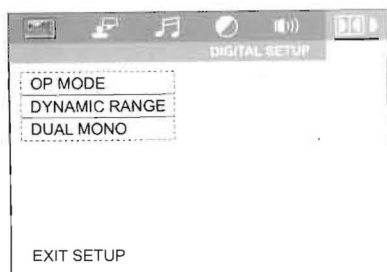 DIGITAL SETUP
OP MODE
DYNAMIC RANGE
DUAL MONO
EXIT SETUP